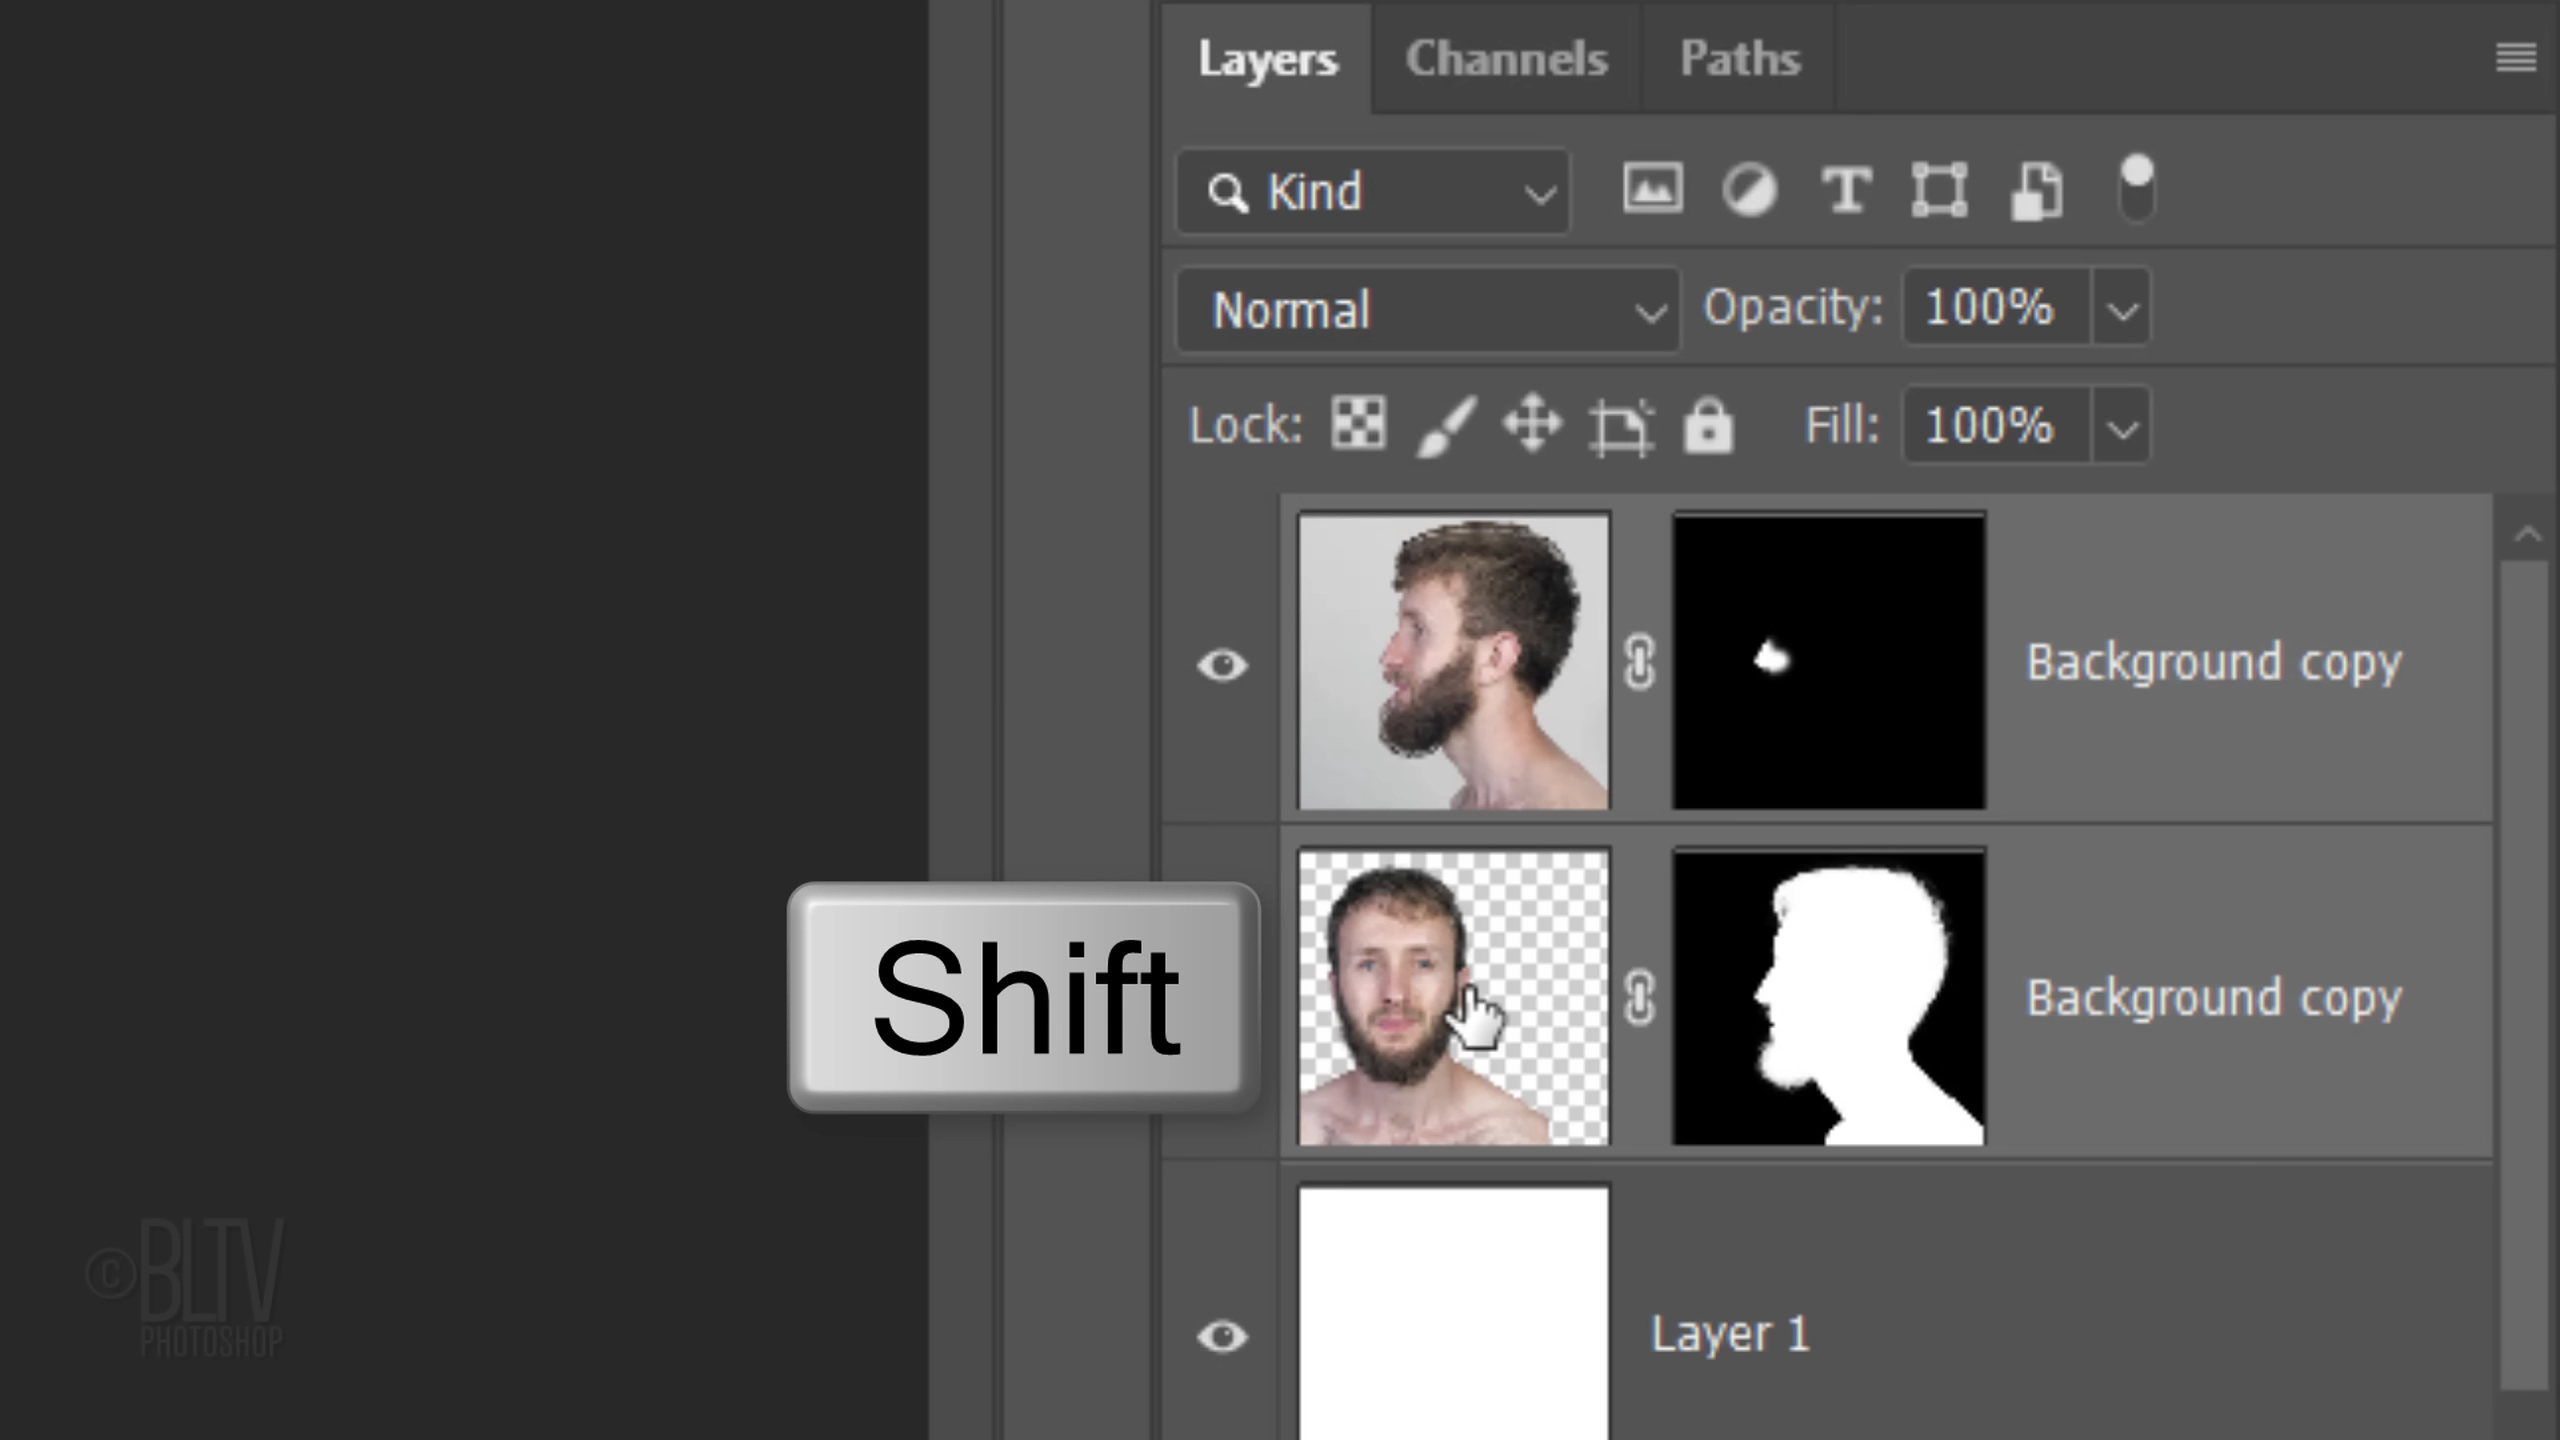 Layers Channels Paths
Kind T
Normal Opacity: 100%
Lock: Fill: 100%
Background copy
Shift
Background copy
Layer 1
©BLTV
PHOTOSHOP